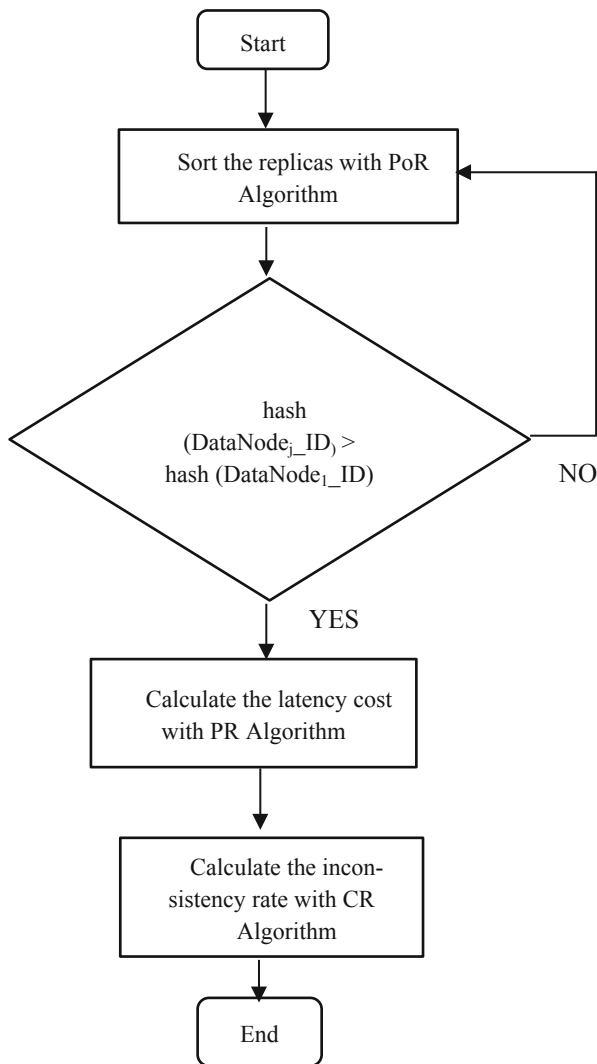 Start
Sort the replicas with PoR
Algorithm
hash
(DataNodej_ID) >
hash (DataNode1_ID)
NO
YES
Calculate the latency cost
with PR Algorithm
Calculate the incon-
sistency rate with CR
Algorithm
End